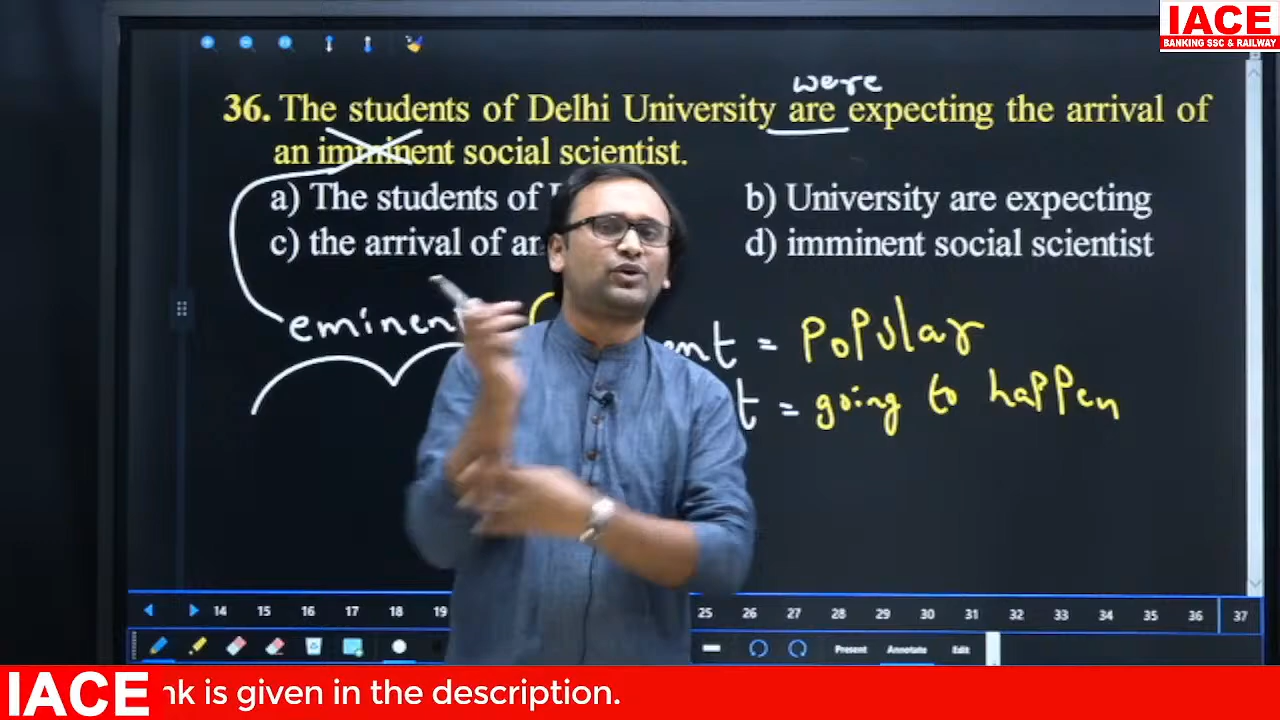 IACE
BANKING SSC & RAILWAY
were
36. The students of Delhi University are expecting the arrival of
an imminent social scientist.
a) The students of
b) University are expecting
c) the arrival of an
d) imminent social scientist
eminen
ent = Popular
t = going to happen
14 15 16 17 18 19 25 26 27 28 29 30 31 32 33 34 35 36 37
Present Annotate Edit
IACE nk is given in the description.